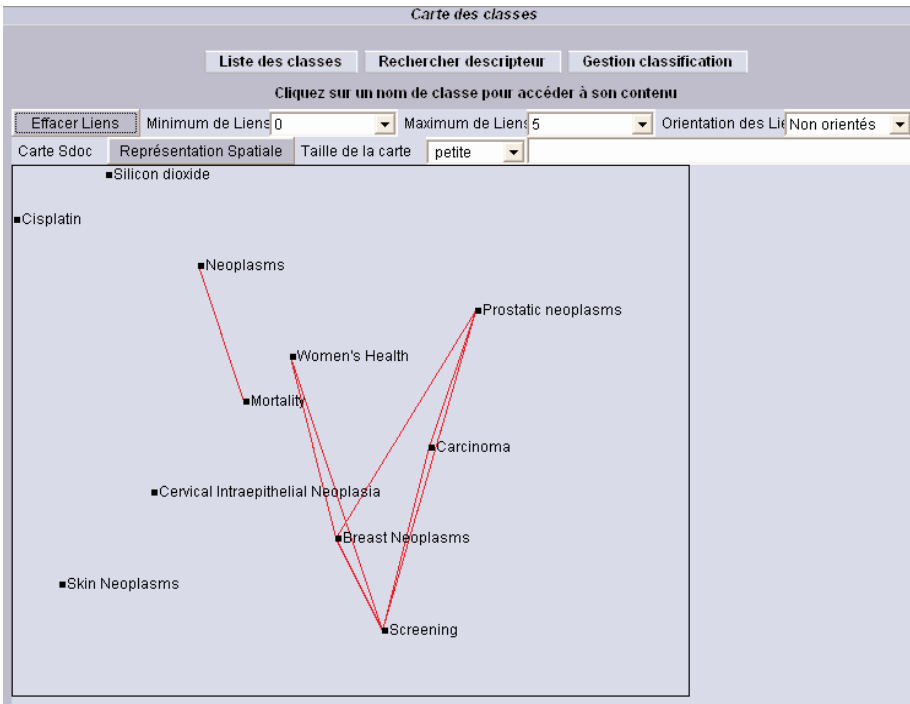 Carte des classes
Liste des classes Rechercher descripteur Gestion classification
Cliquez sur un nom de classe pour accéder à son contenu
Effacer Liens Minimum de Liens 0 Maximum de Liens 5 Orientation des Lie Non orientés
Carte Sdoc Représentation Spatiale Taille de la carte petite
Silicon dioxide
Cisplatin
Neoplasms
Prostatic neoplasms
Women's Health
Mortality
Carcinoma
Cervical Intraepithelial Neoplasia
Breast Neoplasms
Skin Neoplasms
Screening